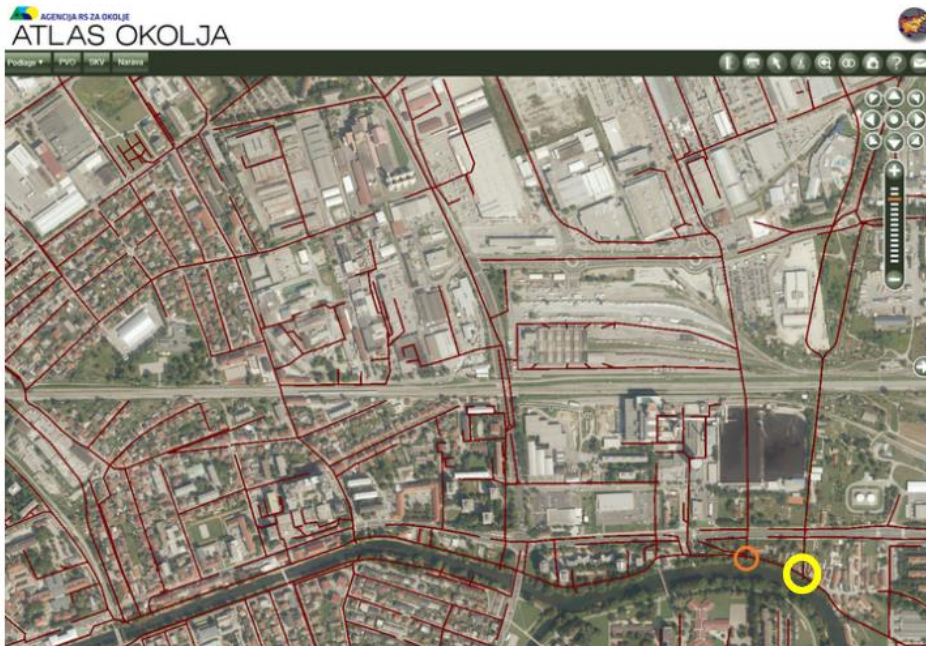 AGENCIJA RS ZA OKOLJE
ATLAS OKOLJA
Podlage ▾ PVO SKV Narava